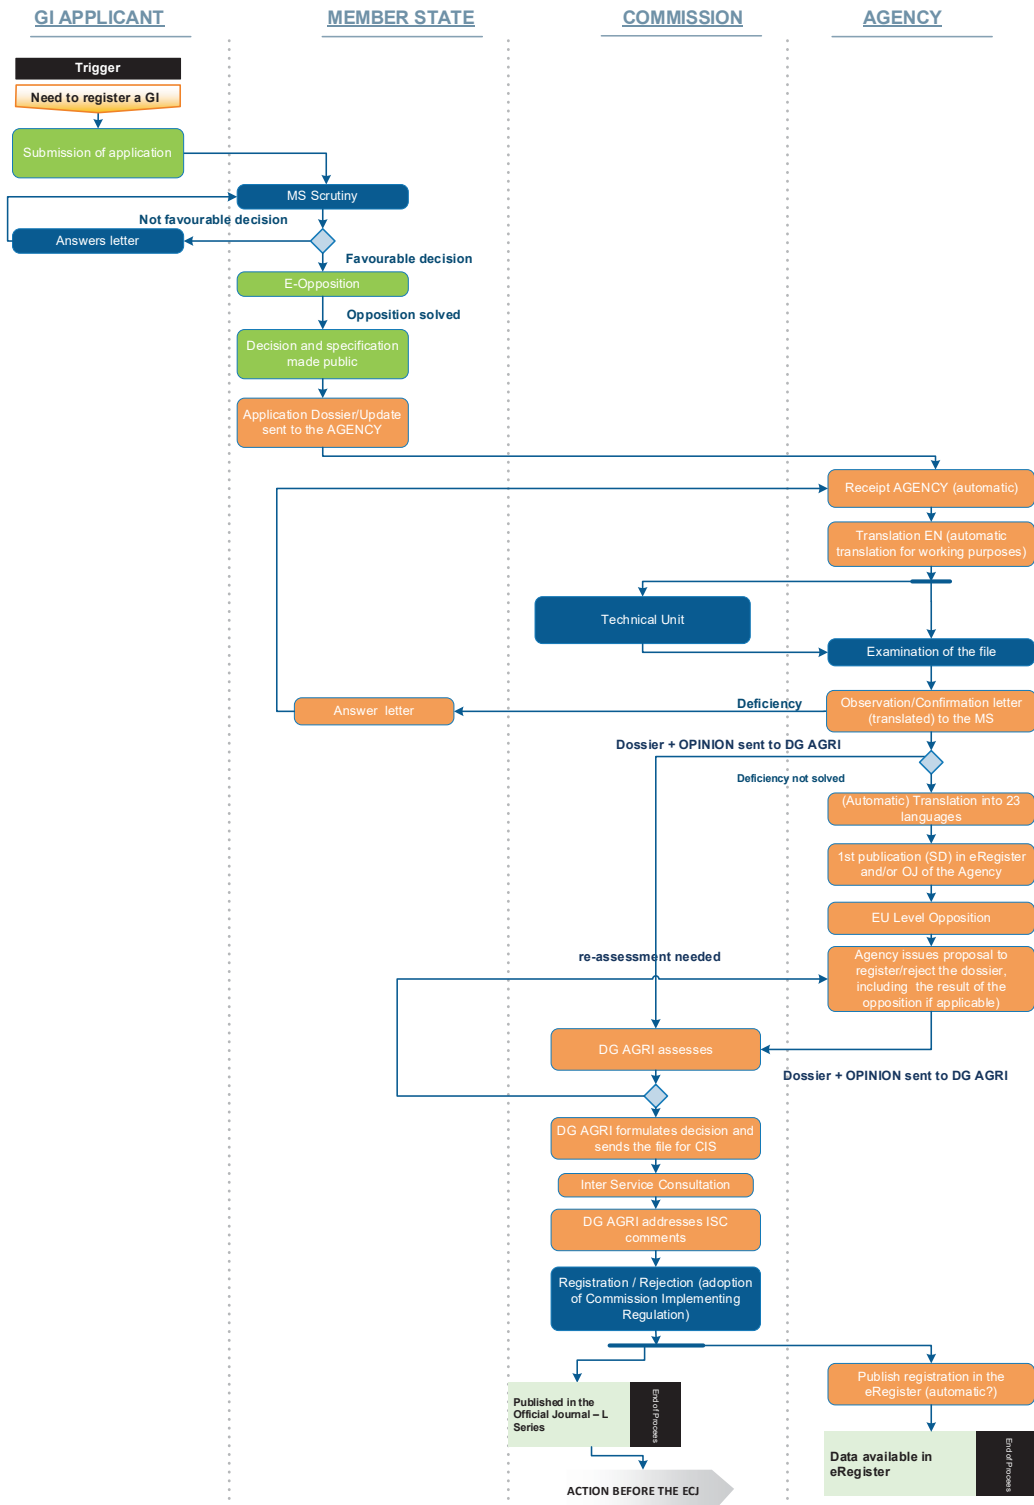 GI APPLICANT
MEMBER STATE
COMMISSION
AGENCY
Trigger
Need to register a GI
Submission of application
MS Scrutiny
Not favourable decision
Answers letter
Favourable decision
E-Opposition
Opposition solved
Decision and specification
made public
Application Dossier/Update
sent to the AGENCY
Receipt AGENCY (automatic)
Translation EN (automatic
translation for working purposes)
Technical Unit
Examination of the file
Deficiency
Observation/Confirmation letter
(translated) to the MS
Answer letter
Dossier + OPINION sent to DG AGRI
Deficiency not solved
(Automatic) Translation into 23
languages
1st publication (SD) in eRegister
and/or OJ of the Agency
EU Level Opposition
re-assessment needed
Agency issues proposal to
register/reject the dossier,
including the result of the
opposition if applicable)
DG AGRI assesses
Dossier + OPINION sent to DG AGRI
DG AGRI formulates decision and
sends the file for CIS
Inter Service Consultation
DG AGRI addresses ISC
comments
Registration / Rejection (adoption
of Commission Implementing
Regulation)
Publish registration in the
eRegister (automatic?)
Published in the
Official Journal – L
Series
End of Procees
Data available in
eRegister
End of Procees
ACTION BEFORE THE ECJ